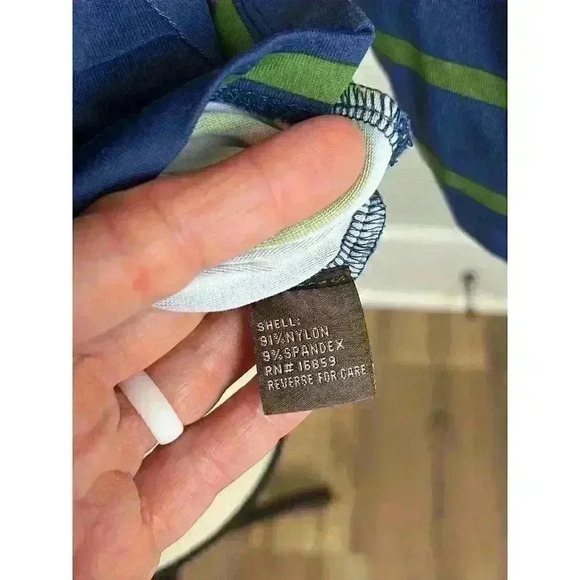 SHELL:
91%NYLON
9%SPANDEX
RN# 16859
REVERSE FOR CARE